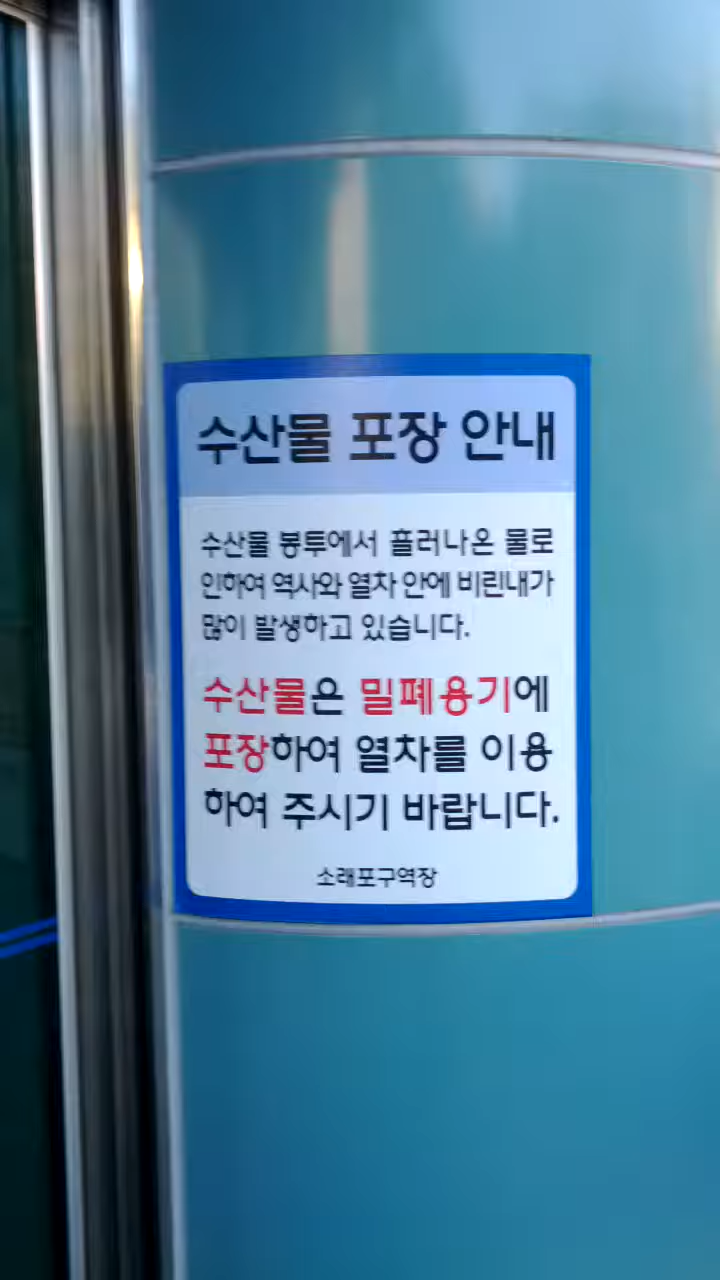 수산물 포장 안내
수산물 봉투에서 흘러나온 물로
인하여 역사와 열차 안에 비린내가
많이 발생하고 있습니다.
수산물은 밀폐용기에
포장하여 열차를 이용
하여 주시기 바랍니다.
소래포구역장